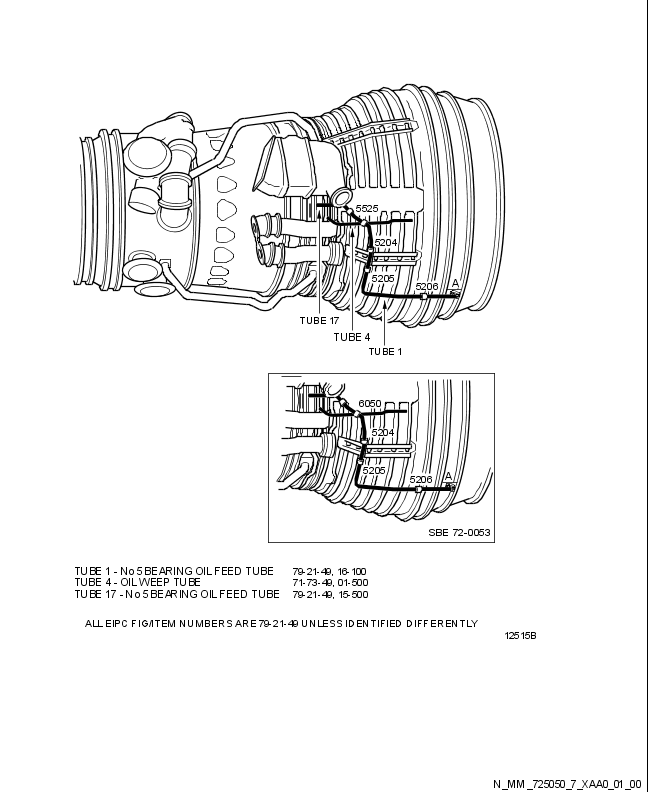 5525
5204
5205
5206
A
TUBE 17
TUBE 4
TUBE 1
6050
5204
5205
5206
A
SBE 72-0053
TUBE 1 - No 5 BEARING OIL FEED TUBE 79-21-49, 16-100
TUBE 4 - OIL WEEP TUBE 71-73-49, 01-500
TUBE 17 - No 5 BEARING OIL FEED TUBE 79-21-49, 15-500
ALL EIPC FIG/ITEM NUMBERS ARE 79-21-49 UNLESS IDENTIFIED DIFFERENTLY
12515B
N_MM_725050_7_XAA0_01_00